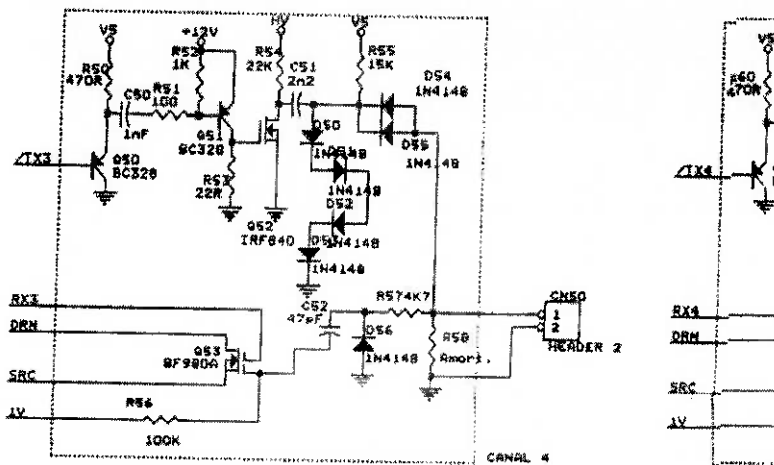 V5
+12V
HV
V5
V5
R50
470R
R52
1K
R54
22K
C51
2n2
R55
15K
D54
1N4148
C50
1nF
R51
100
Q51
BC328
D50
1N4148
D55
1N4148
/TX3
Q50
BC328
R53
22R
1N4148
D52
Q52
IRF840
1N4148
1N4148
RX3
DRN
SRC
1V
C52
47pF
R57 4K7
D56
1N4148
R58
Amort.
CN50
1
2
HEADER 2
Q53
BF980A
R56
100K
CANAL 4
R60
470R
/TX4
RX4
DRN
SRC
1V